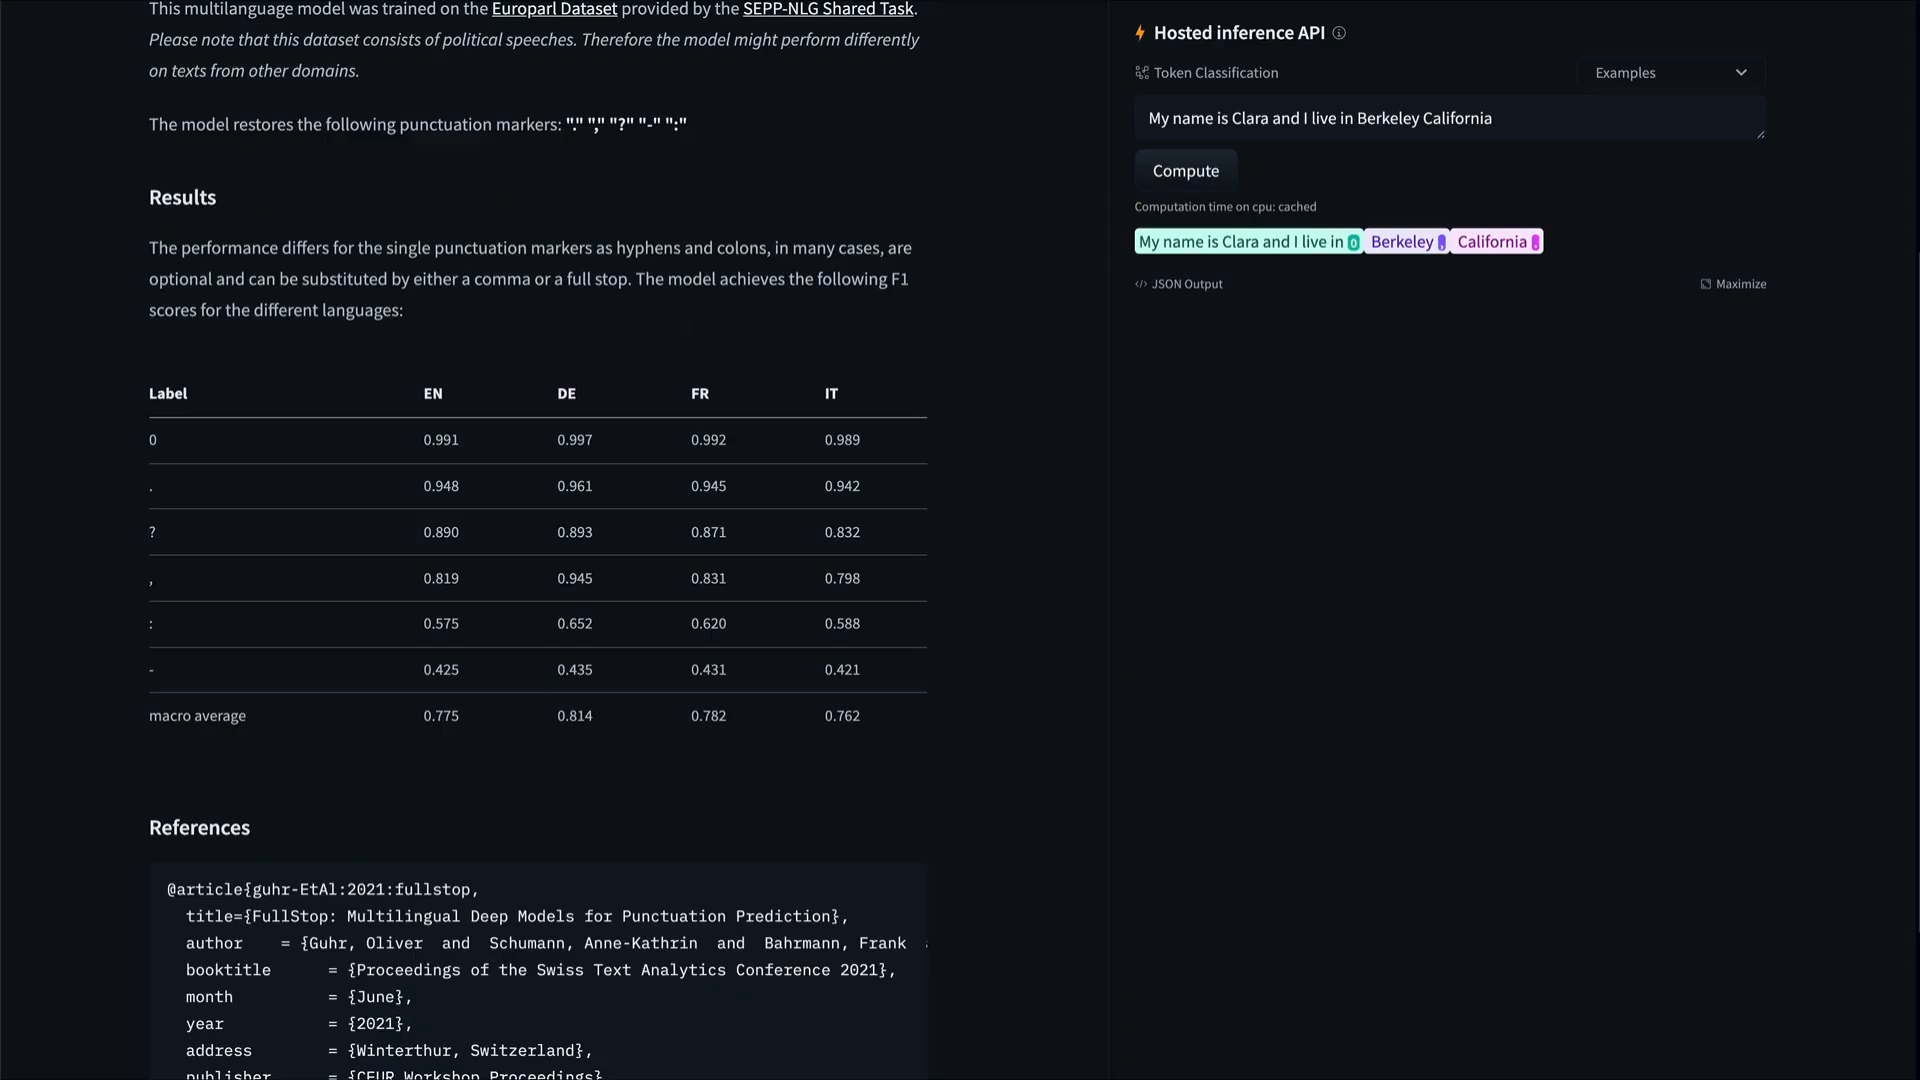 This multilanguage model was trained on the Europarl Dataset provided by the SEPP-NLG Shared Task.
Please note that this dataset consists of political speeches. Therefore the model might perform differently
on texts from other domains.
The model restores the following punctuation markers: "." "," "?" "-" ":"
Results
The performance differs for the single punctuation markers as hyphens and colons, in many cases, are
optional and can be substituted by either a comma or a full stop. The model achieves the following F1
scores for the different languages:
Label EN DE FR IT
0 0.991 0.997 0.992 0.989
. 0.948 0.961 0.945 0.942
? 0.890 0.893 0.871 0.832
, 0.819 0.945 0.831 0.798
: 0.575 0.652 0.620 0.588
- 0.425 0.435 0.431 0.421
macro average 0.775 0.814 0.782 0.762
References
@article{guhr-EtAl:2021:fullstop,
title={FullStop: Multilingual Deep Models for Punctuation Prediction},
author = {Guhr, Oliver and Schumann, Anne-Kathrin and Bahrmann, Frank
booktitle = {Proceedings of the Swiss Text Analytics Conference 2021},
month = {June},
year = {2021},
address = {Winterthur, Switzerland},
publisher = {CEUR Workshop Proceedings}
Hosted inference API
Token Classification
Examples
My name is Clara and I live in Berkeley California
Compute
Computation time on cpu: cached
My name is Clara and I live in 0 Berkeley , California .
</> JSON Output
Maximize